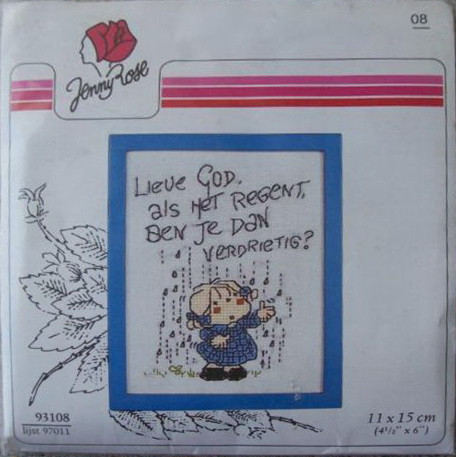 08
Jenny Rose
LIEVE GOD,
als HET REGENT,
BEN JE DAN
VERDRIETIG?
93108
lijst 97011
11 x 15 cm
(4½" x 6")